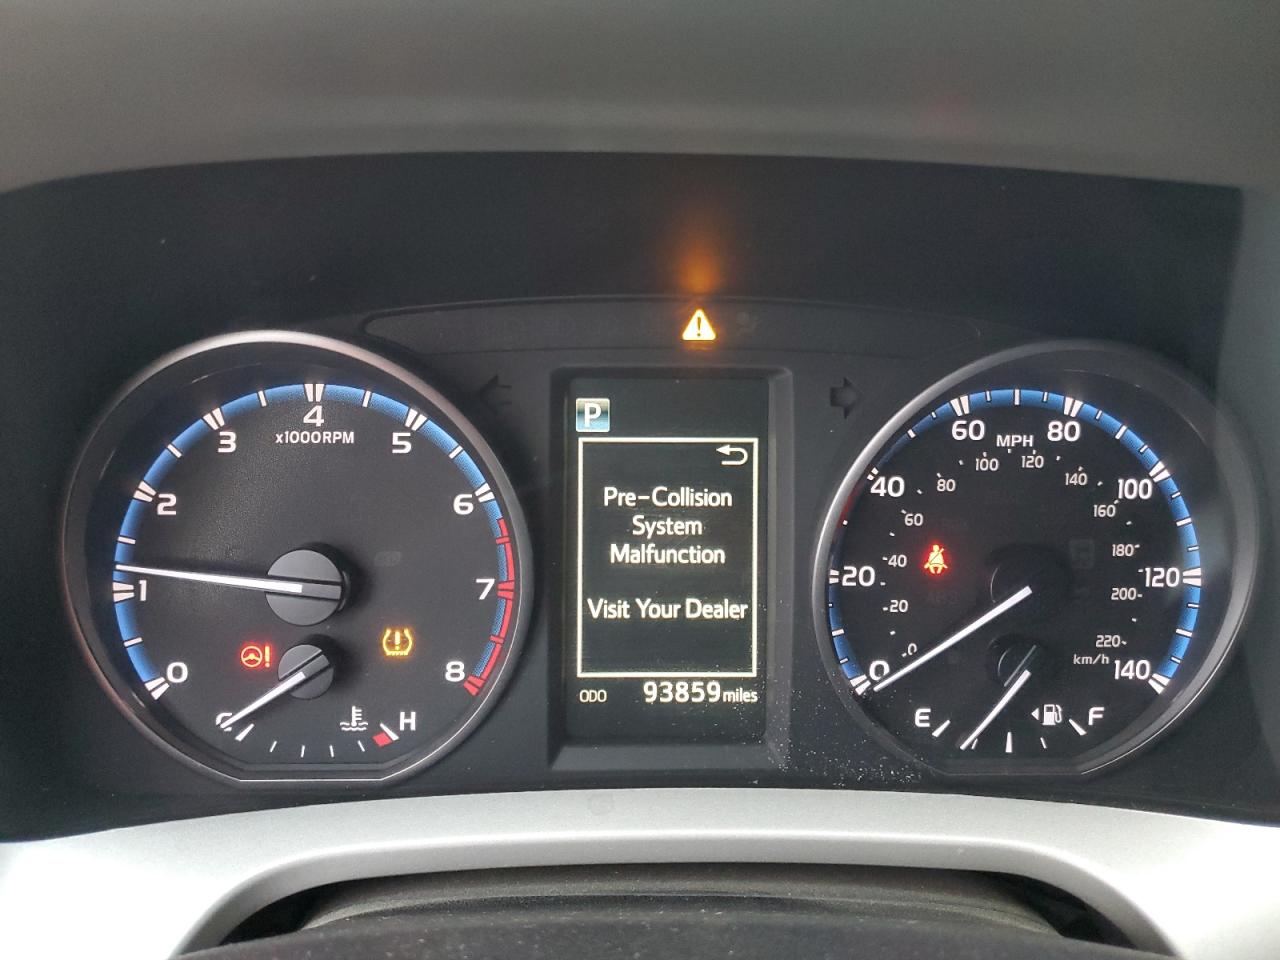 0
1
2
3
4
5
6
7
8
x1000RPM
C
H
P
Pre-Collision
System
Malfunction
Visit Your Dealer
ODO 93859 miles
0
20
40
60
80
100
120
140
MPH
0
20
40
60
80
100
120
140
160
180
200
220
km/h
E
F